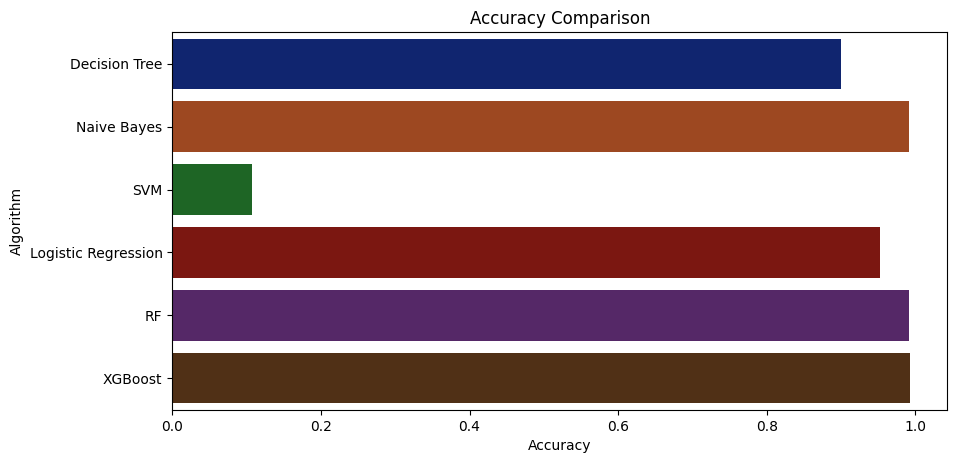 Accuracy Comparison
Algorithm
Decision Tree
Naive Bayes
SVM
Logistic Regression
RF
XGBoost
0.0 0.2 0.4 0.6 0.8 1.0
Accuracy